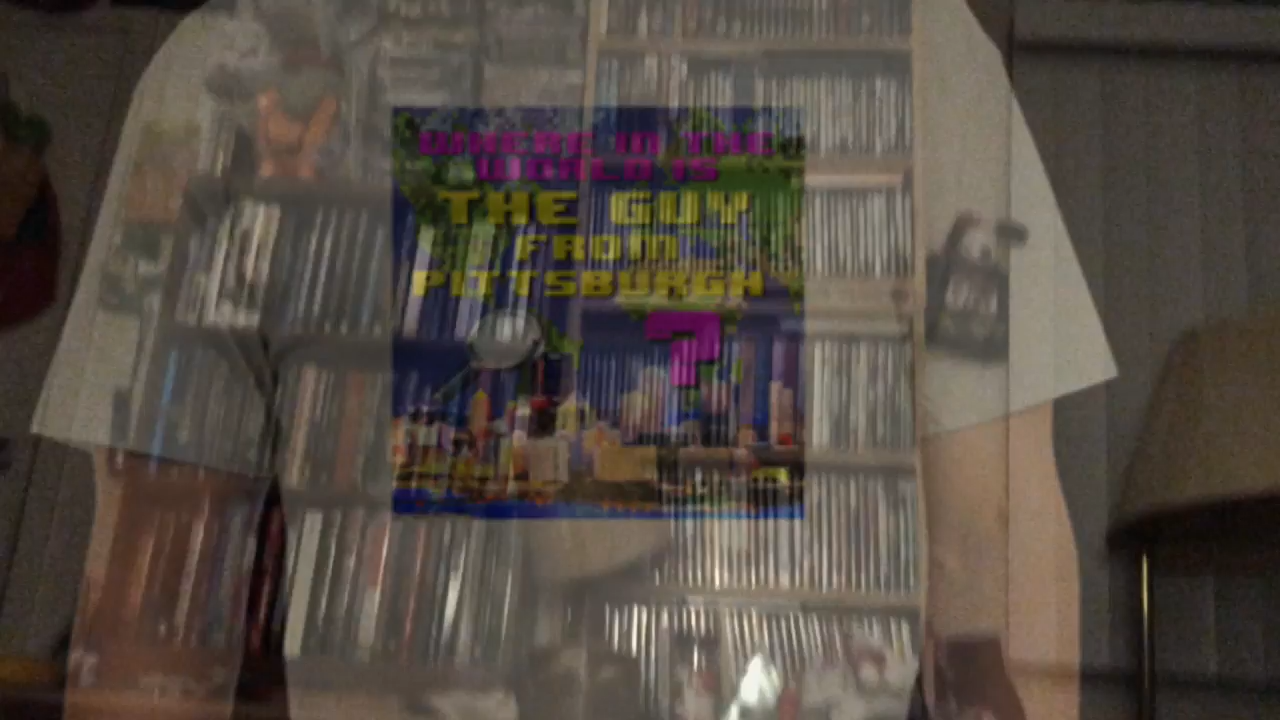 WHERE IN THE
WORLD IS
THE GUY
FROM
PITTSBURGH
?